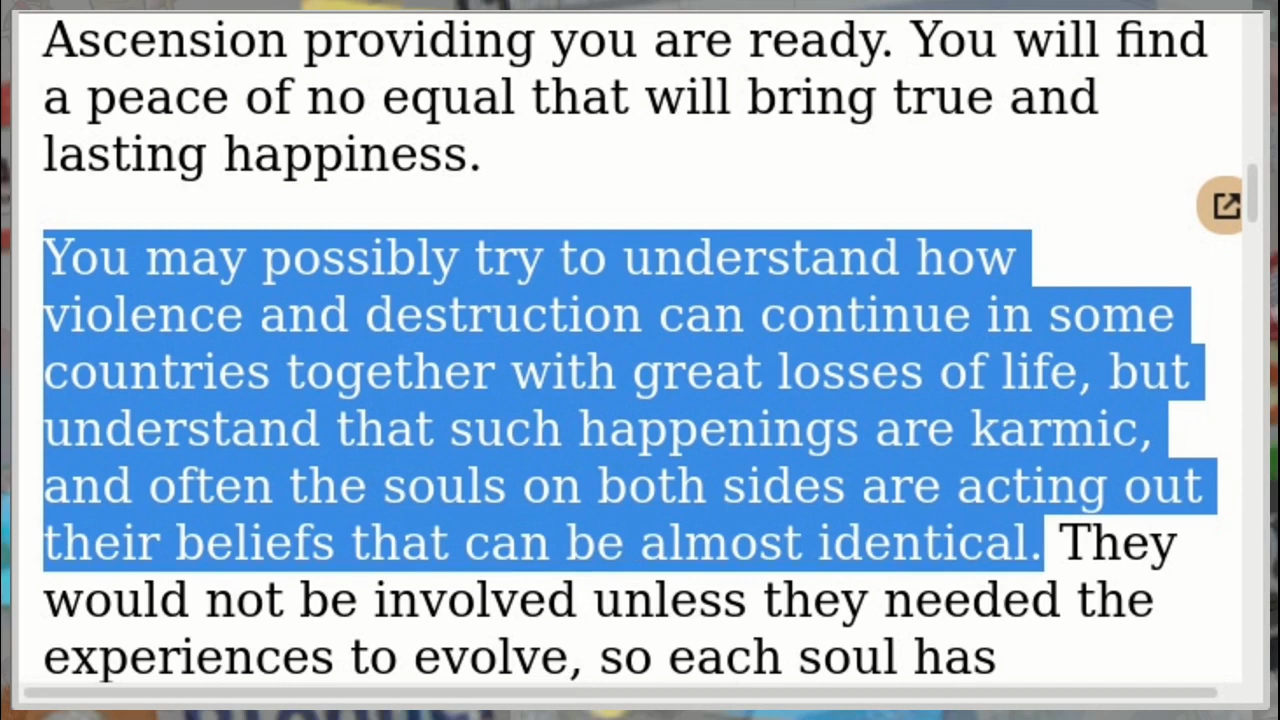 Ascension providing you are ready. You will find
a peace of no equal that will bring true and
lasting happiness.
You may possibly try to understand how
violence and destruction can continue in some
countries together with great losses of life, but
understand that such happenings are karmic,
and often the souls on both sides are acting out
their beliefs that can be almost identical. They
would not be involved unless they needed the
experiences to evolve, so each soul has